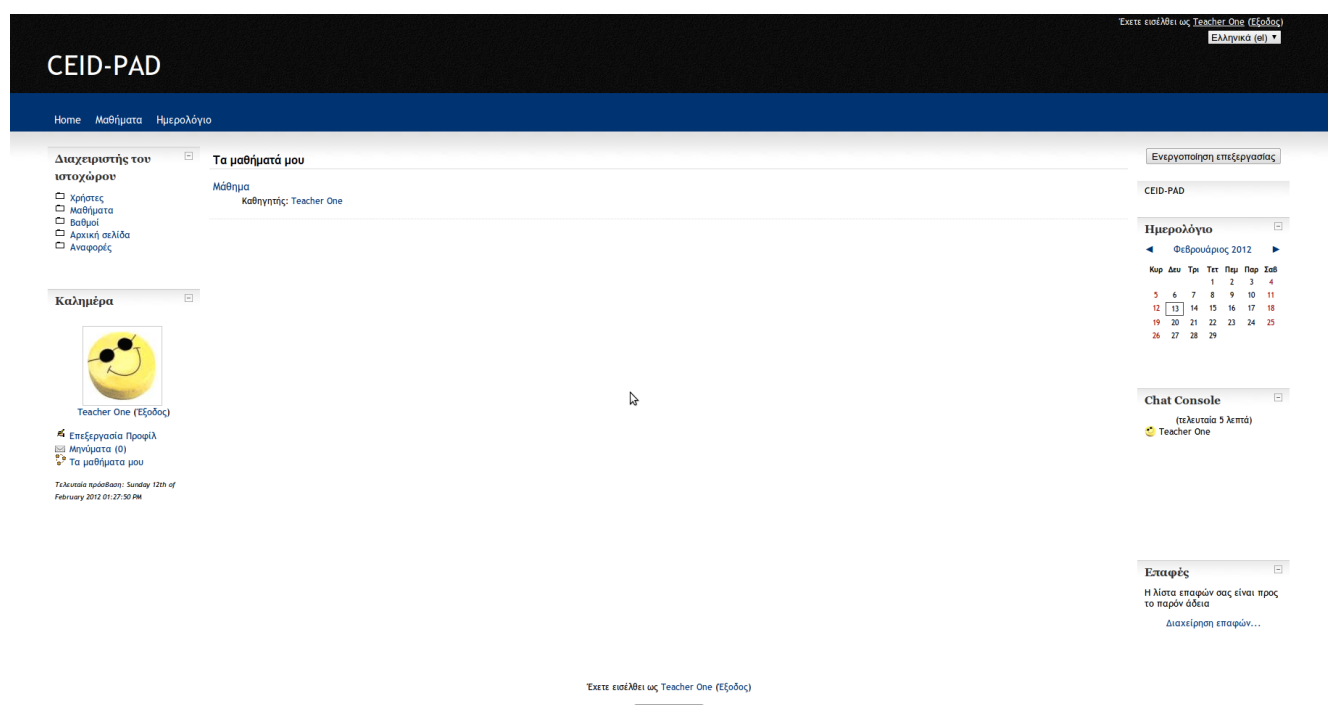 Έχετε εισέλθει ως Teacher One (Έξοδος)
Ελληνικά (el) ▼
CEID-PAD
Home Μαθήματα Ημερολόγιο
Διαχειριστής του
ιστοχώρου
Χρήστες
Μαθήματα
Βαθμοί
Αρχική σελίδα
Αναφορές
Καλημέρα
Teacher One (Έξοδος)
Επεξεργασία Προφίλ
Μηνύματα (0)
Τα μαθήματα μου
Τελευταία πρόσβαση: Sunday 12th of
February 2012 01:27:50 PM
Τα μαθήματά μου
Μάθημα
Καθηγητής: Teacher One
Ενεργοποίηση επεξεργασίας
CEID-PAD
Ημερολόγιο
◄ Φεβρουάριος 2012 ►
Κυρ Δευ Τρι Τετ Πεμ Παρ Σαβ
1 2 3 4
5 6 7 8 9 10 11
12 13 14 15 16 17 18
19 20 21 22 23 24 25
26 27 28 29
Chat Console
(τελευταία 5 λεπτά)
Teacher One
Επαφές
Η λίστα επαφών σας είναι προς
το παρόν άδεια
Διαχείρηση επαφών...
Έχετε εισέλθει ως Teacher One (Έξοδος)